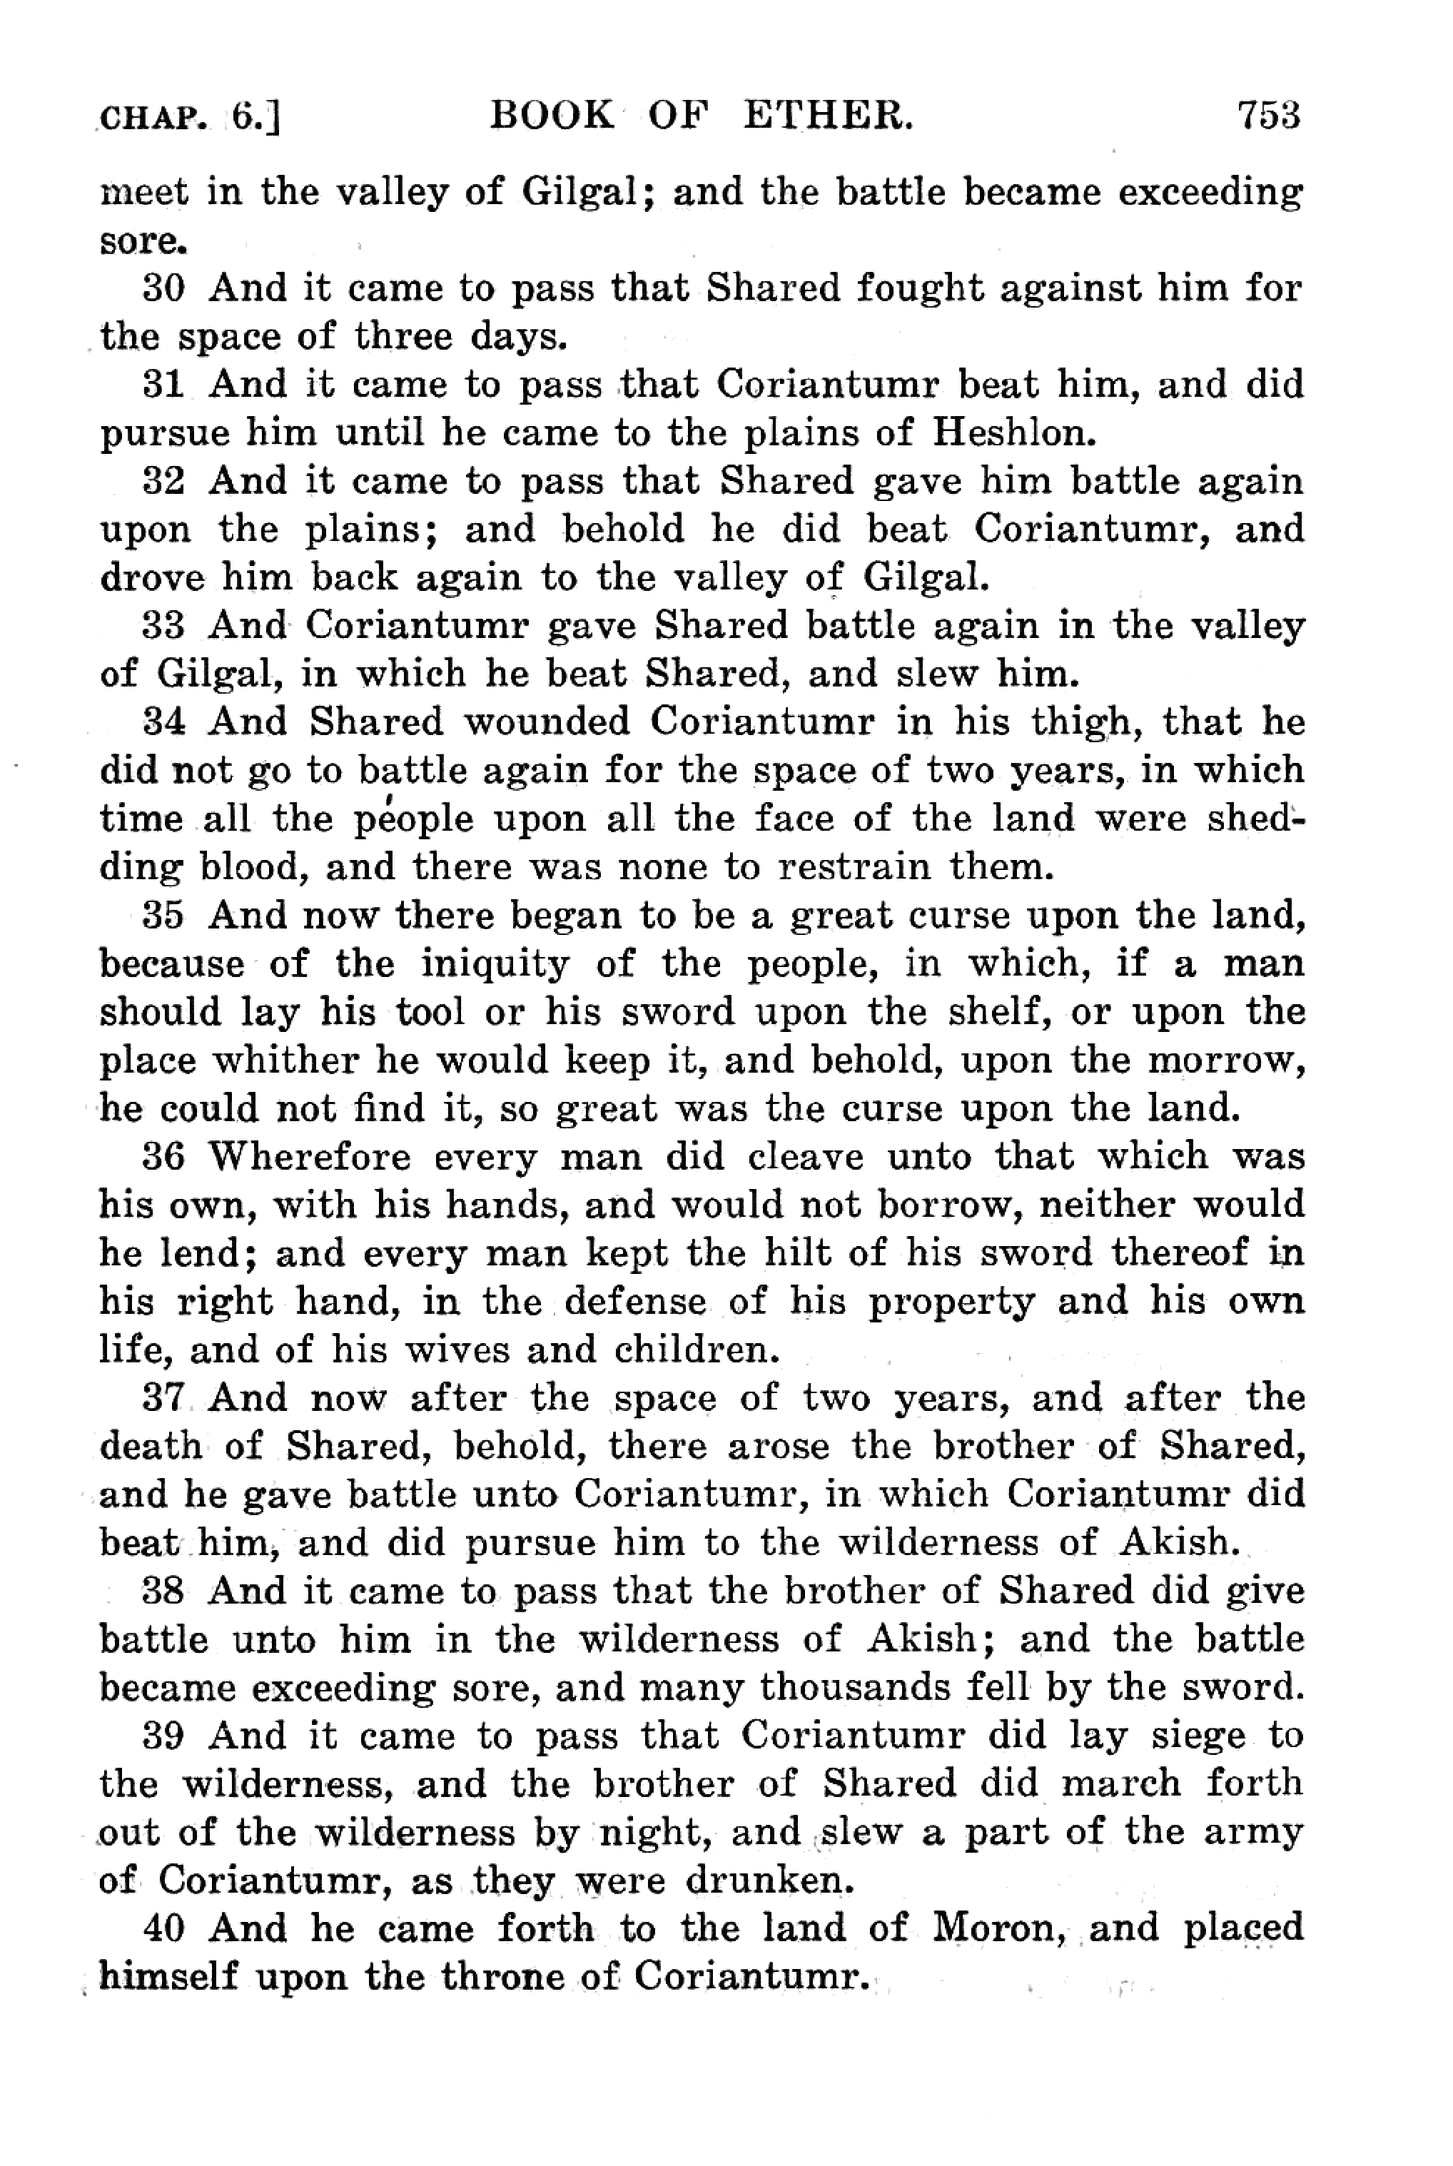 CHAP. 6.] BOOK OF ETHER. 753
meet in the valley of Gilgal; and the battle became exceeding
sore.
30 And it came to pass that Shared fought against him for
the space of three days.
31 And it came to pass that Coriantumr beat him, and did
pursue him until he came to the plains of Heshlon.
32 And it came to pass that Shared gave him battle again
upon the plains; and behold he did beat Coriantumr, and
drove him back again to the valley of Gilgal.
33 And Coriantumr gave Shared battle again in the valley
of Gilgal, in which he beat Shared, and slew him.
34 And Shared wounded Coriantumr in his thigh, that he
did not go to battle again for the space of two years, in which
time all the people upon all the face of the land were shed-
ding blood, and there was none to restrain them.
35 And now there began to be a great curse upon the land,
because of the iniquity of the people, in which, if a man
should lay his tool or his sword upon the shelf, or upon the
place whither he would keep it, and behold, upon the morrow,
he could not find it, so great was the curse upon the land.
36 Wherefore every man did cleave unto that which was
his own, with his hands, and would not borrow, neither would
he lend; and every man kept the hilt of his sword thereof in
his right hand, in the defense of his property and his own
life, and of his wives and children.
37 And now after the space of two years, and after the
death of Shared, behold, there arose the brother of Shared,
and he gave battle unto Coriantumr, in which Coriantumr did
beat him, and did pursue him to the wilderness of Akish.
38 And it came to pass that the brother of Shared did give
battle unto him in the wilderness of Akish; and the battle
became exceeding sore, and many thousands fell by the sword.
39 And it came to pass that Coriantumr did lay siege to
the wilderness, and the brother of Shared did march forth
out of the wilderness by night, and slew a part of the army
of Coriantumr, as they were drunken.
40 And he came forth to the land of Moron, and placed
himself upon the throne of Coriantumr.